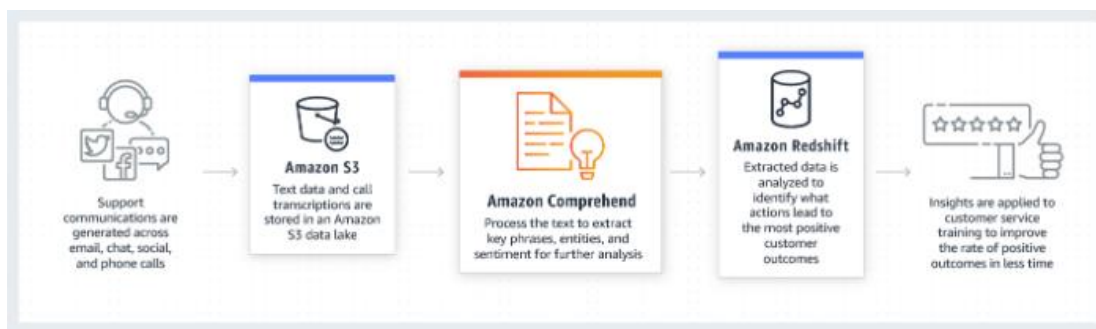 Support
communications are
generated across
email, chat, social,
and phone calls
Amazon S3
Text data and call
transcriptions are
stored in an Amazon
S3 data lake
Amazon Comprehend
Process the text to extract
key phrases, entities, and
sentiment for further analysis
Amazon Redshift
Extracted data is
analyzed to
identify what
actions lead to
the most positive
customer
outcomes
Insights are applied to
customer service
training to improve
the rate of positive
outcomes in less time